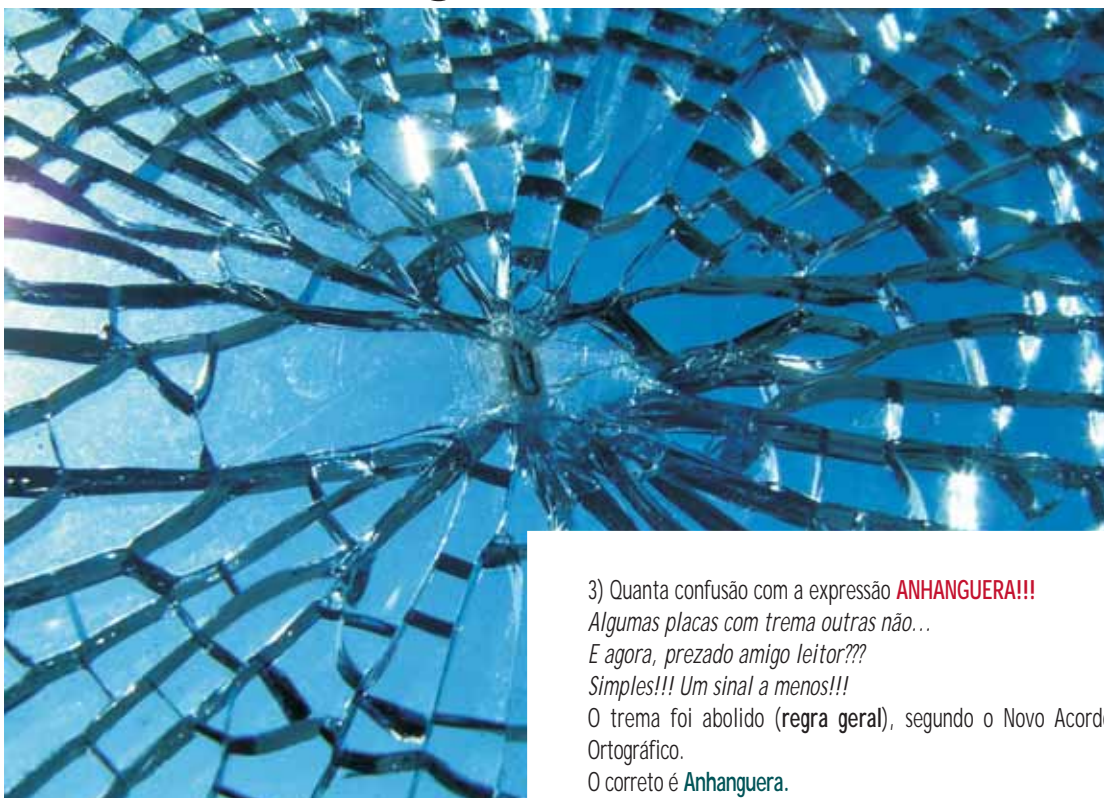 3) Quanta confusão com a expressão ANHANGUERA!!!
Algumas placas com trema outras não...
E agora, prezado amigo leitor???
Simples!!! Um sinal a menos!!!
O trema foi abolido (regra geral), segundo o Novo Acordo
Ortográfico.
O correto é Anhanguera.